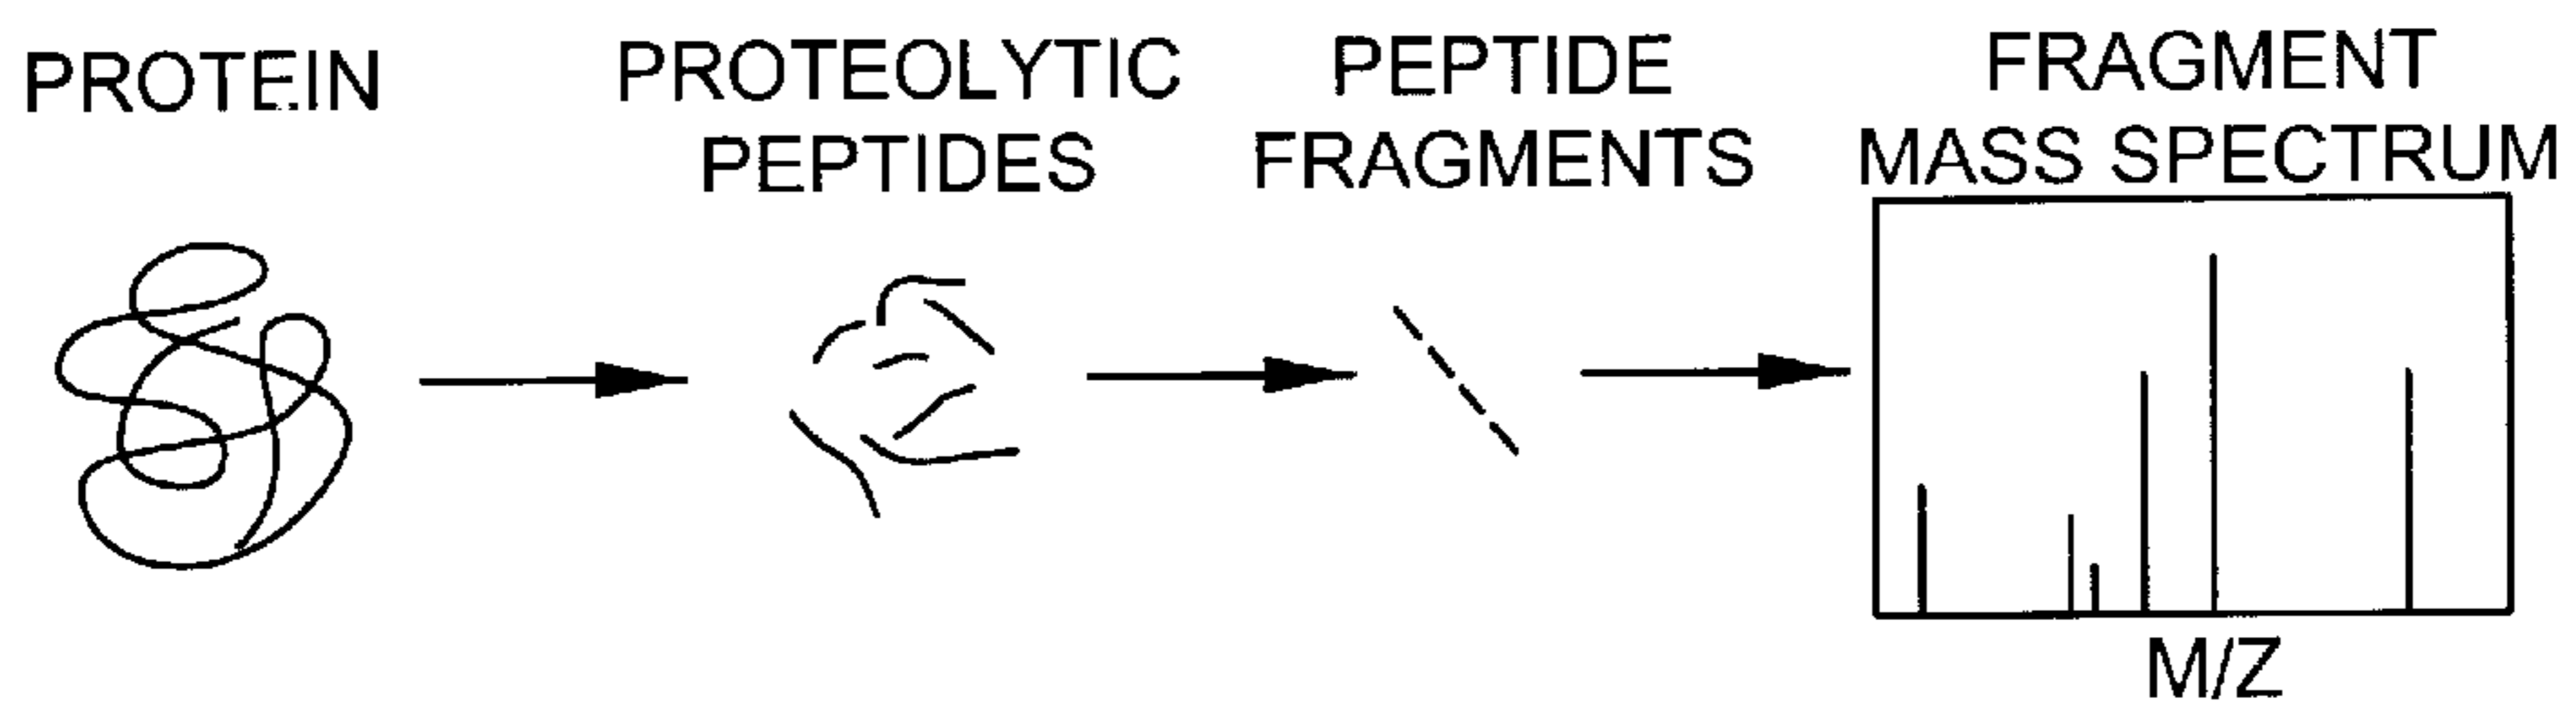 PROTEIN
PROTEOLYTIC
PEPTIDES
PEPTIDE
FRAGMENTS
FRAGMENT
MASS SPECTRUM
M/Z